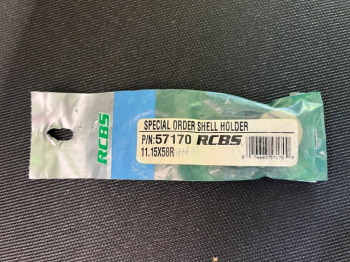 RCBS
SPECIAL ORDER SHELL HOLDER
P/N: 57170 RCBS
11.15X58R